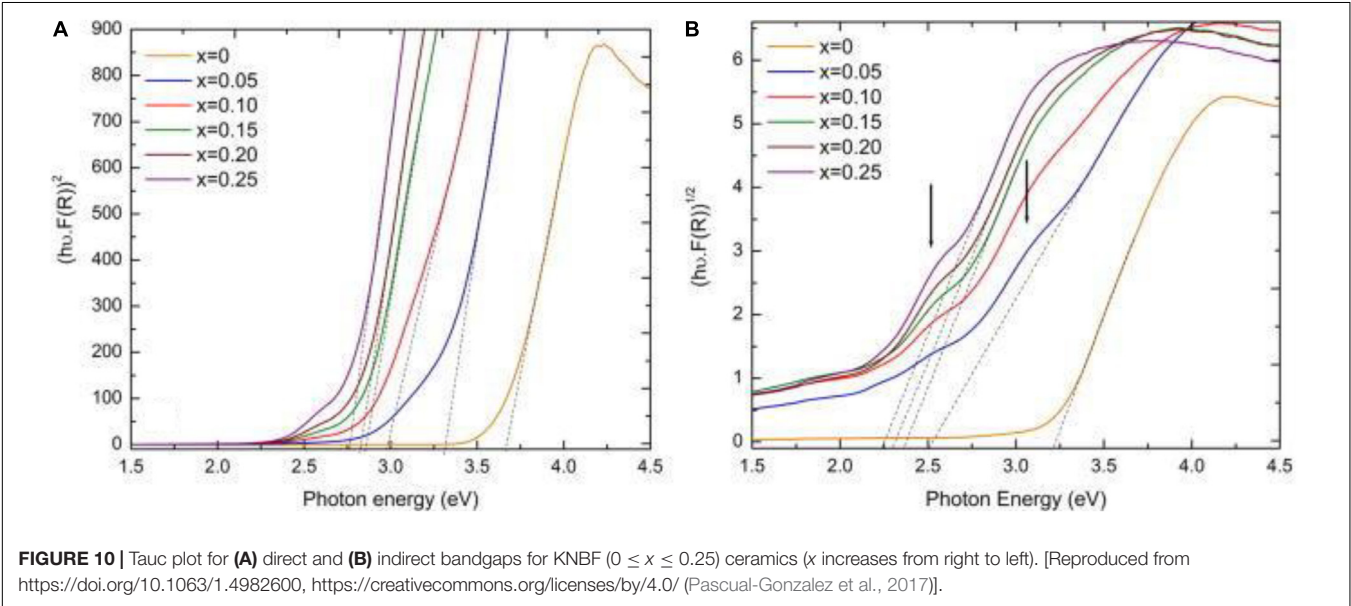 A
900
800
700
600
500
400
300
200
100
0
(hυ.F(R))²
x=0
x=0.05
x=0.10
x=0.15
x=0.20
x=0.25
1.5 2.0 2.5 3.0 3.5 4.0 4.5
Photon energy (eV)
B
6
5
4
3
2
1
0
(hυ.F(R))^1/2
x=0
x=0.05
x=0.10
x=0.15
x=0.20
x=0.25
1.5 2.0 2.5 3.0 3.5 4.0 4.5
Photon Energy (eV)
FIGURE 10 | Tauc plot for (A) direct and (B) indirect bandgaps for KNBF (0 ≤ x ≤ 0.25) ceramics (x increases from right to left). [Reproduced from
https://doi.org/10.1063/1.4982600, https://creativecommons.org/licenses/by/4.0/ (Pascual-Gonzalez et al., 2017)].